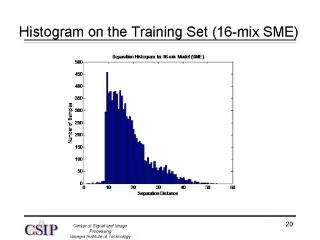 Histogram on the Training Set (16-mix SME)
Separation Histogram for 16-mix Model (SME)
Number of Samples
500
450
400
350
300
250
200
150
100
50
0
0 10 20 30 40 50 60
Separation Distance
CSIP
Center of Signal and Image
Processing
Georgia Institute of Technology
20